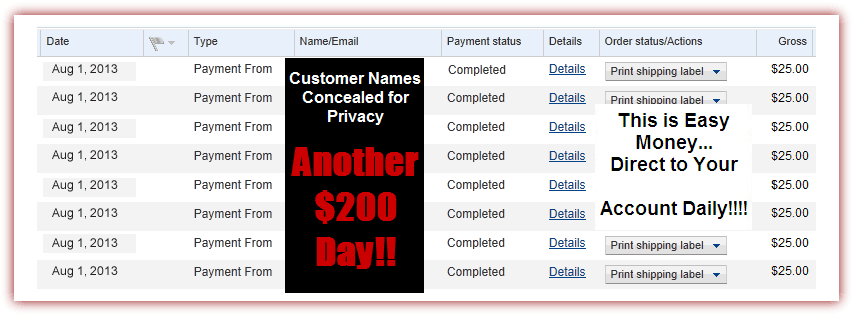 Date Type Name/Email Payment status Details Order status/Actions Gross
Aug 1, 2013 Payment From Completed Details Print shipping label $25.00
Aug 1, 2013 Payment From Completed Details Print shipping label $25.00
Aug 1, 2013 Payment From Completed Details $25.00
Aug 1, 2013 Payment From Completed Details $25.00
Aug 1, 2013 Payment From Completed Details $25.00
Aug 1, 2013 Payment From Completed Details $25.00
Aug 1, 2013 Payment From Completed Details Print shipping label $25.00
Aug 1, 2013 Payment From Completed Details Print shipping label $25.00
Customer Names
Concealed for
Privacy
Another
$200
Day!!
This is Easy
Money...
Direct to Your
Account Daily!!!!